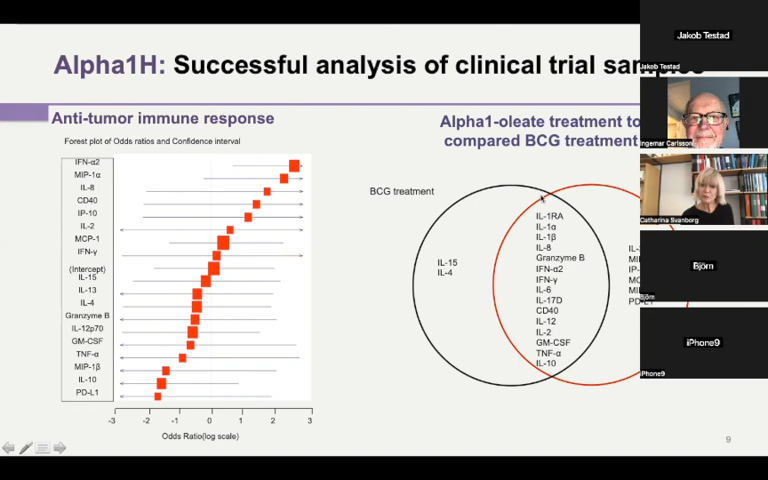 Alpha1H: Successful analysis of clinical trial samples
Anti-tumor immune response
Forest plot of Odds ratios and Confidence interval
IFN-α2
MIP-1α
IL-8
CD40
IP-10
IL-2
MCP-1
IFN-γ
(Intercept)
IL-15
IL-13
IL-4
Granzyme B
IL-12p70
GM-CSF
TNF-α
MIP-1β
IL-10
PD-L1
-3 -2 -1 0 1 2 3
Odds Ratio(log scale)
Alpha1-oleate treatment to
compared BCG treatment
BCG treatment
IL-15
IL-4
IL-1RA
IL-1α
IL-1β
IL-8
Granzyme B
IFN-α2
IFN-γ
IL-6
IL-17D
CD40
IL-12
IL-2
GM-CSF
TNF-α
IL-10
PD-L1
9
Jakob Testad
Jakob Testad
Ingemar Carlsson
Catharina Svanborg
Björn
Björn
iPhone9
iPhone9